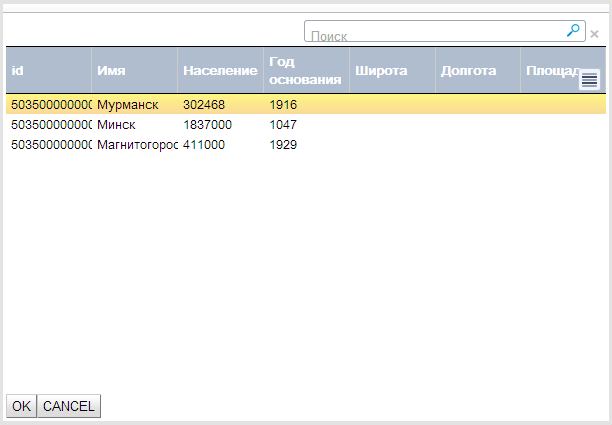 Поиск
id Имя Население Год основания Широта Долгота Площад
50350000000 Мурманск 302468 1916
50350000000 Минск 1837000 1047
50350000000 Магнитогорос 411000 1929
OK CANCEL